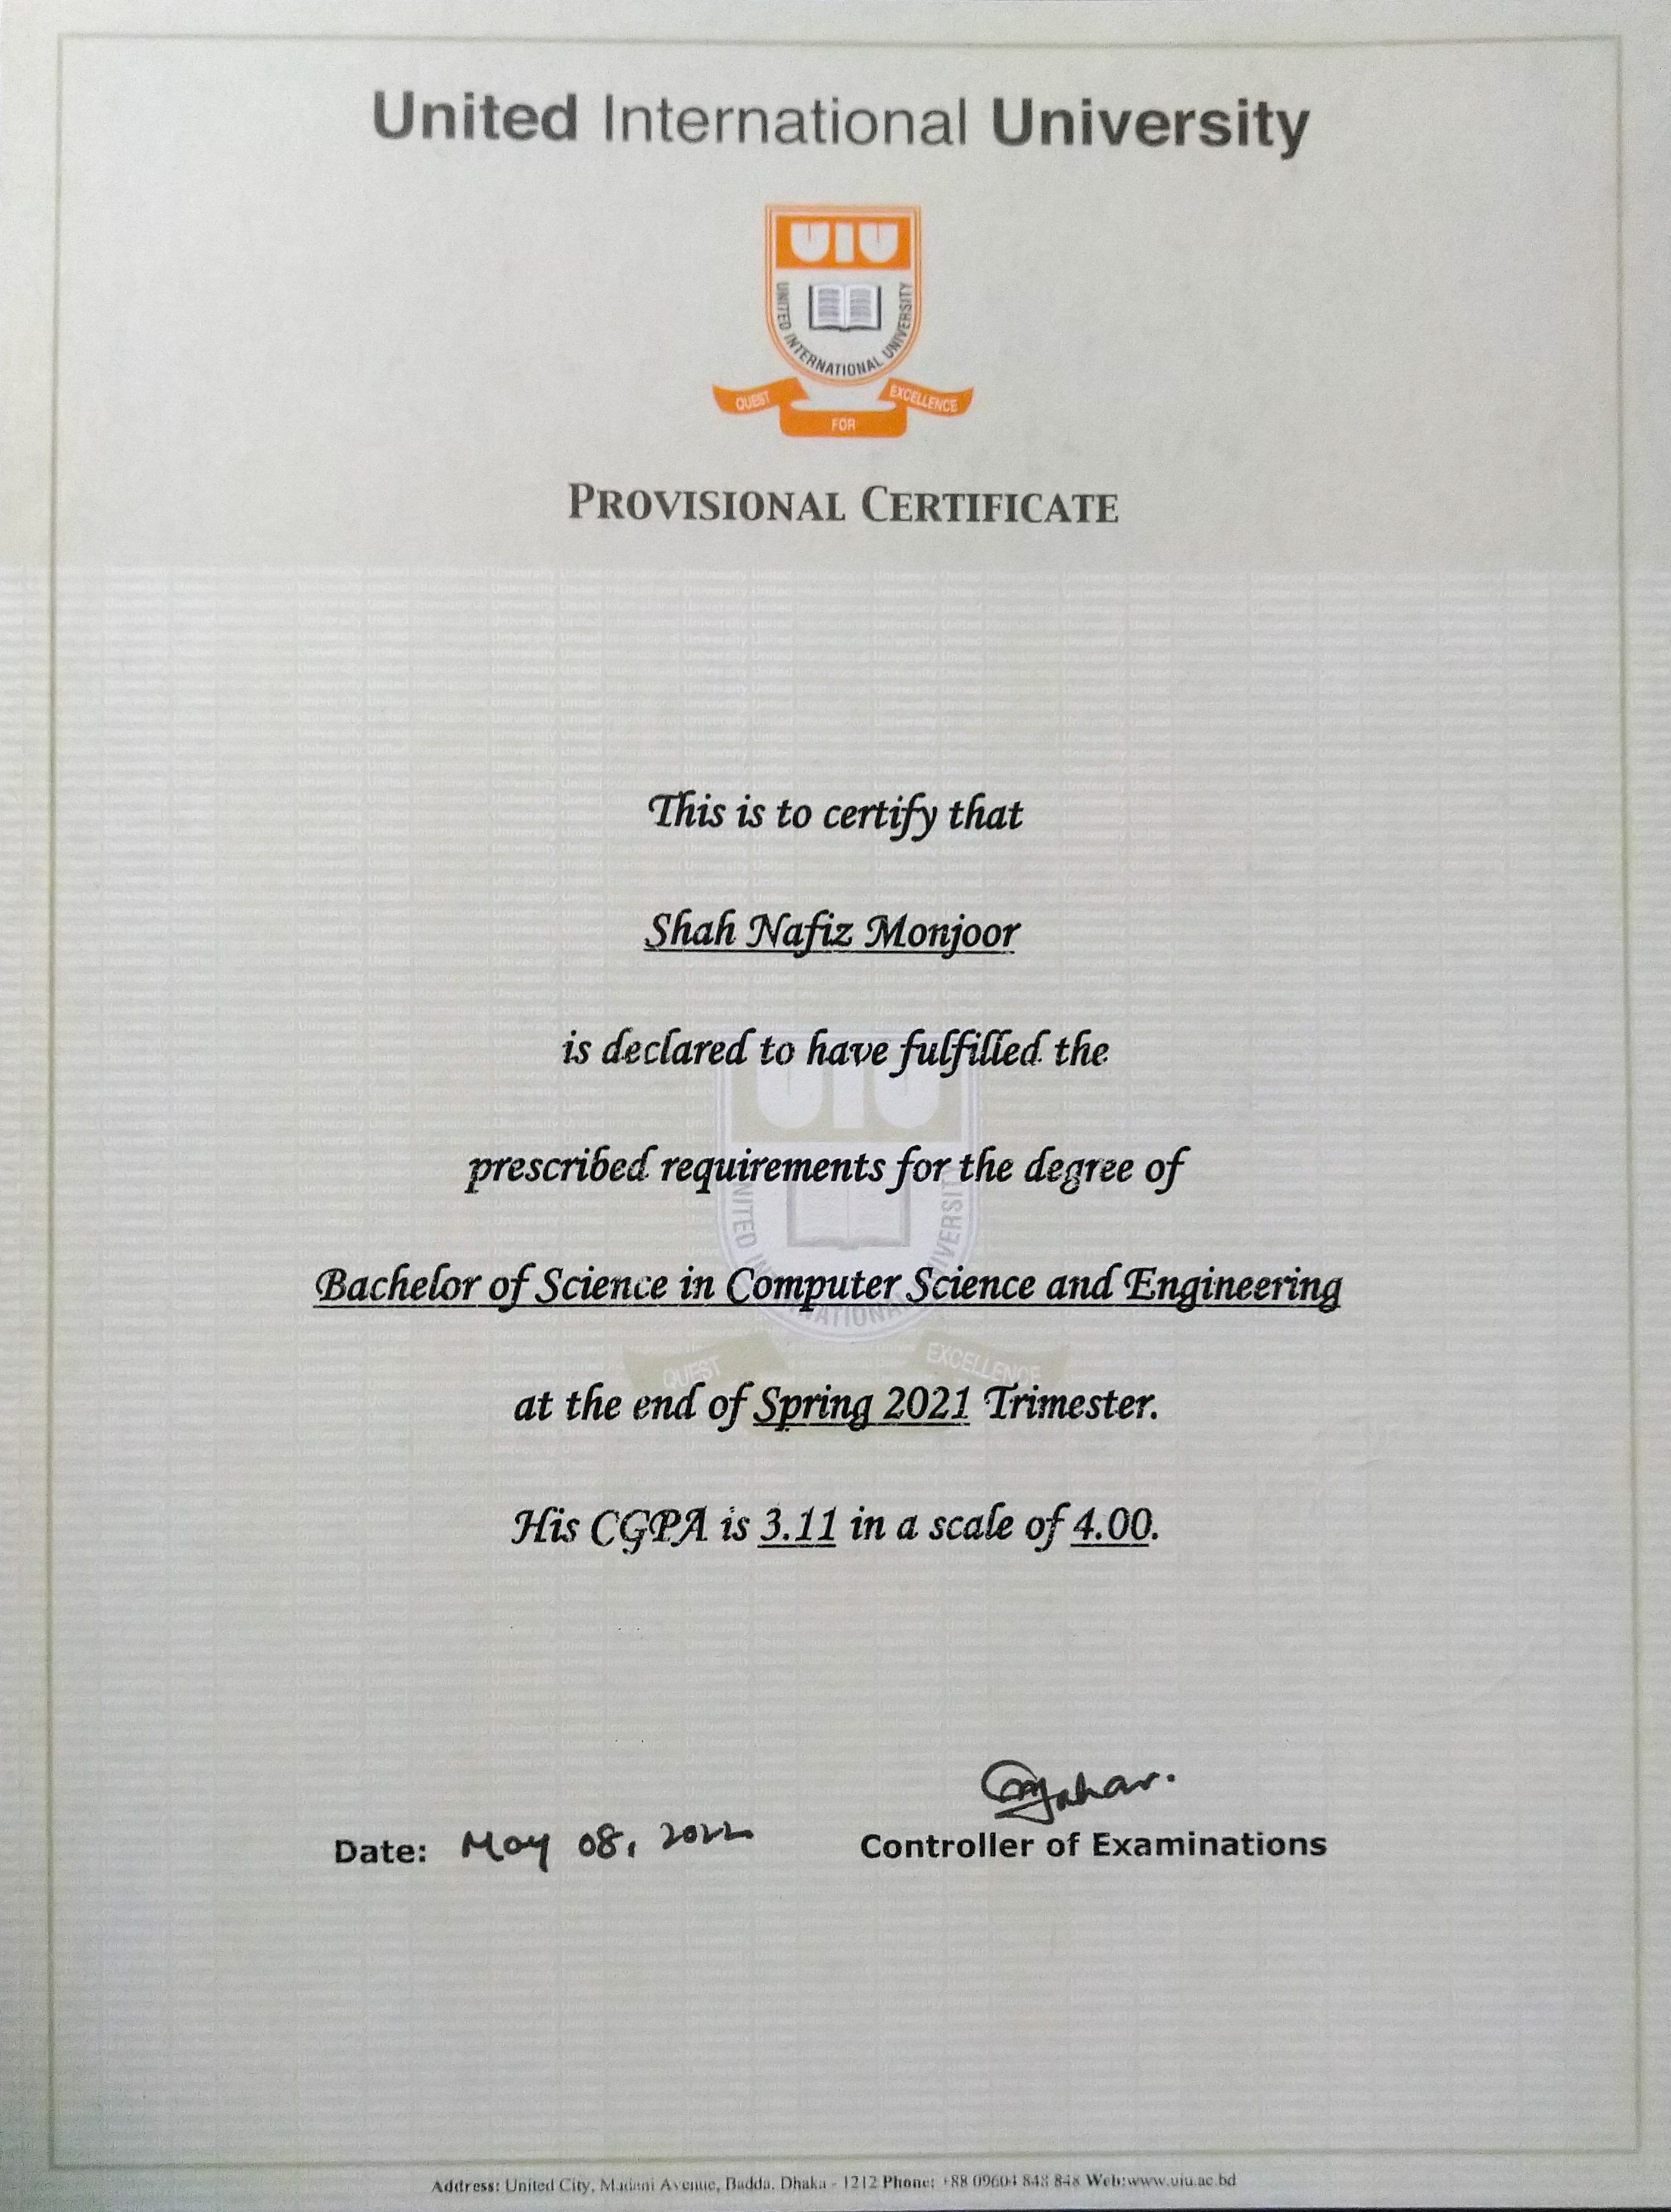 United International University
UIU
UNITED INTERNATIONAL UNIVERSITY
QUEST FOR EXCELLENCE
PROVISIONAL CERTIFICATE
This is to certify that
Shah Nafiz Monjoor
is declared to have fulfilled the
prescribed requirements for the degree of
Bachelor of Science in Computer Science and Engineering
at the end of Spring 2021 Trimester.
His CGPA is 3.11 in a scale of 4.00.
Date: May 08, 2022
Controller of Examinations
Address: United City, Madani Avenue, Badda, Dhaka - 1212 Phone: +88 09604 848 848 Web:www.uiu.ac.bd